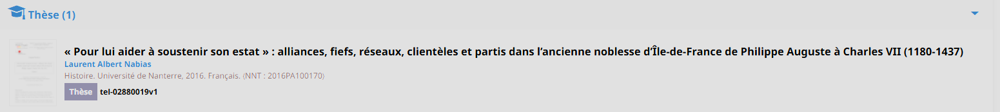 Thèse (1)
« Pour lui aider à soustenir son estat » : alliances, fiefs, réseaux, clientèles et partis dans l’ancienne noblesse d’Île-de-France de Philippe Auguste à Charles VII (1180-1437)
Laurent Albert Nabias
Histoire. Université de Nanterre, 2016. Français. ⟨NNT : 2016PA100170⟩
Thèse tel-02880019v1